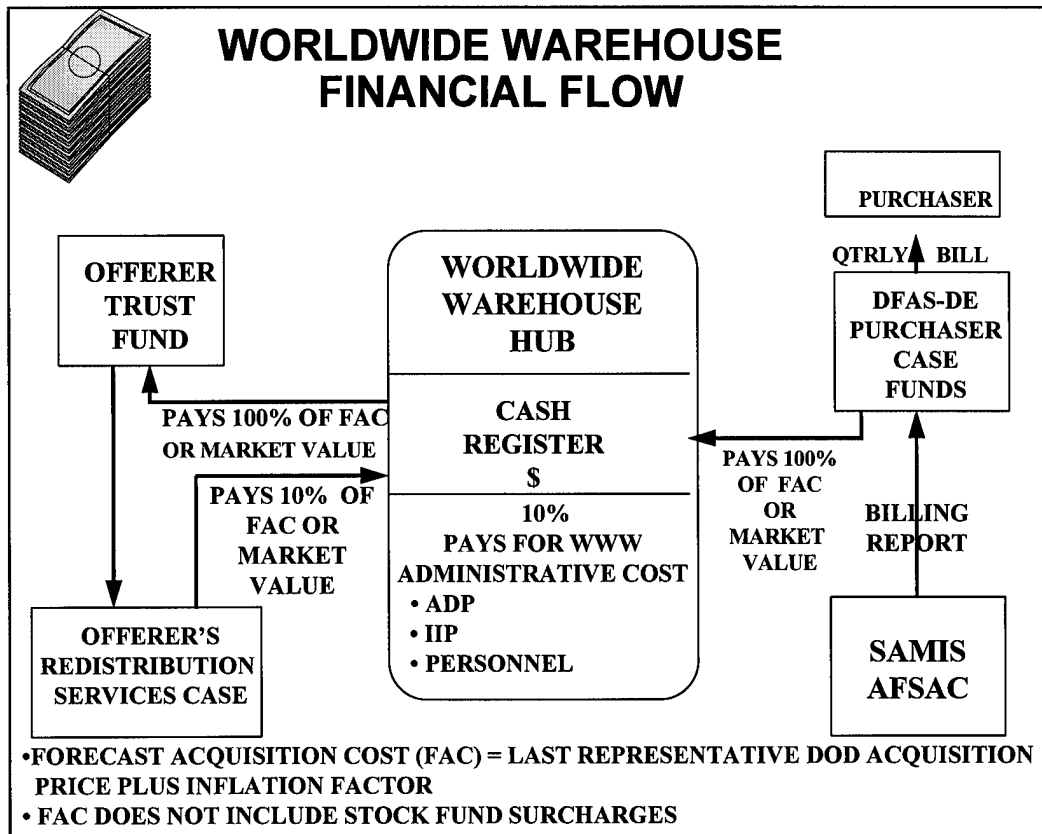 WORLDWIDE WAREHOUSE
FINANCIAL FLOW
PURCHASER
QTRLY BILL
OFFERER
TRUST
FUND
WORLDWIDE
WAREHOUSE
HUB
DFAS-DE
PURCHASER
CASE
FUNDS
PAYS 100% OF FAC
OR MARKET VALUE
CASH
REGISTER
$
PAYS 100%
OF FAC
OR
MARKET
VALUE
PAYS 10% OF
FAC OR
MARKET
VALUE
BILLING
REPORT
10%
PAYS FOR WWW
ADMINISTRATIVE COST
• ADP
• IIP
• PERSONNEL
OFFERER'S
REDISTRIBUTION
SERVICES CASE
SAMIS
AFSAC
•FORECAST ACQUISITION COST (FAC) = LAST REPRESENTATIVE DOD ACQUISITION
PRICE PLUS INFLATION FACTOR
• FAC DOES NOT INCLUDE STOCK FUND SURCHARGES